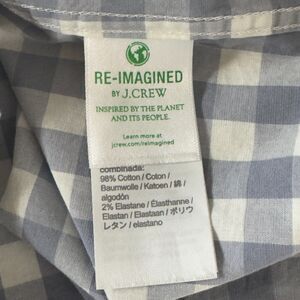 RE-IMAGINED
BY J.CREW
INSPIRED BY THE PLANET
AND ITS PEOPLE.
Learn more at
jcrew.com/reimagined
combinada:
98% Cotton / Coton /
Baumwolle / Katoen / 綿 /
algodón
2% Elastane / Élasthanne /
Elastan / Elastaan / ポリウ
レタン / elastano